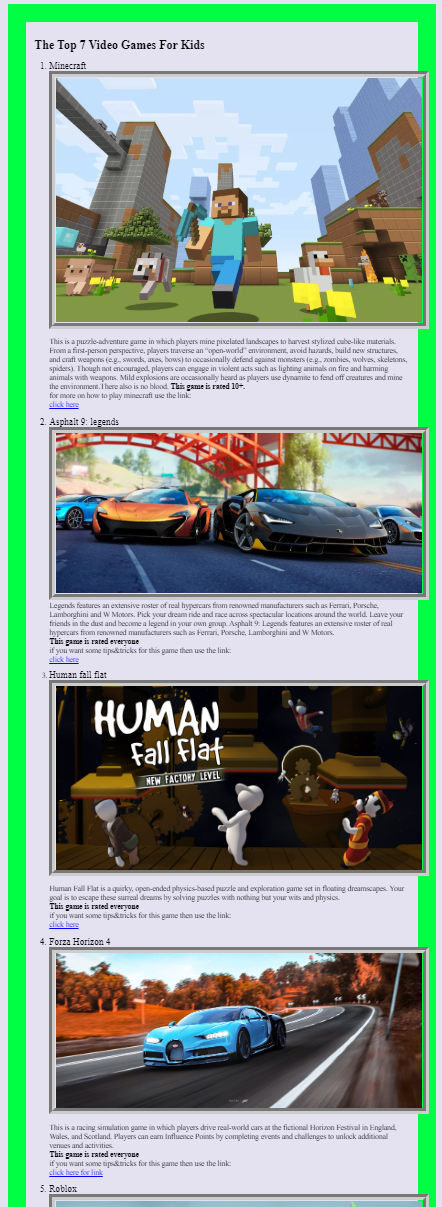 The Top 7 Video Games For Kids
1. Minecraft
This is a puzzle-adventure game in which players mine pixelated landscapes to harvest stylized cube-like materials.
From a first-person perspective, players traverse an "open-world" environment, avoid hazards, build new structures,
and craft weapons (e.g., swords, axes, bows) to occasionally defend against monsters (e.g., zombies, wolves, skeletons,
spiders). Though not encouraged, players can engage in violent acts such as lighting animals on fire and harming
animals with weapons. Mild explosions are occasionally heard as players use dynamite to fend off creatures and mine
the environment.There also is no blood. This game is rated 10+.
for more on how to play minecraft use the link:
click here
2. Asphalt 9: legends
Legends features an extensive roster of real hypercars from renowned manufacturers such as Ferrari, Porsche,
Lamborghini and W Motors. Pick your dream ride and race across spectacular locations around the world. Leave your
friends in the dust and become a legend in your own group. Asphalt 9: Legends features an extensive roster of real
hypercars from renowned manufacturers such as Ferrari, Porsche, Lamborghini and W Motors.
This game is rated everyone
if you want some tips&tricks for this game then use the link:
click here
3. Human fall flat
HUMAN
fall flat
NEW FACTORY LEVEL
Human Fall Flat is a quirky, open-ended physics-based puzzle and exploration game set in floating dreamscapes. Your
goal is to escape these surreal dreams by solving puzzles with nothing but your wits and physics.
This game is rated everyone
if you want some tips&tricks for this game then use the link:
click here
4. Forza Horizon 4
This is a racing simulation game in which players drive real-world cars at the fictional Horizon Festival in England,
Wales, and Scotland. Players can earn Influence Points by completing events and challenges to unlock additional
venues and activities.
This game is rated everyone
if you want some tips&tricks for this game then use the link:
click here for link
5. Roblox